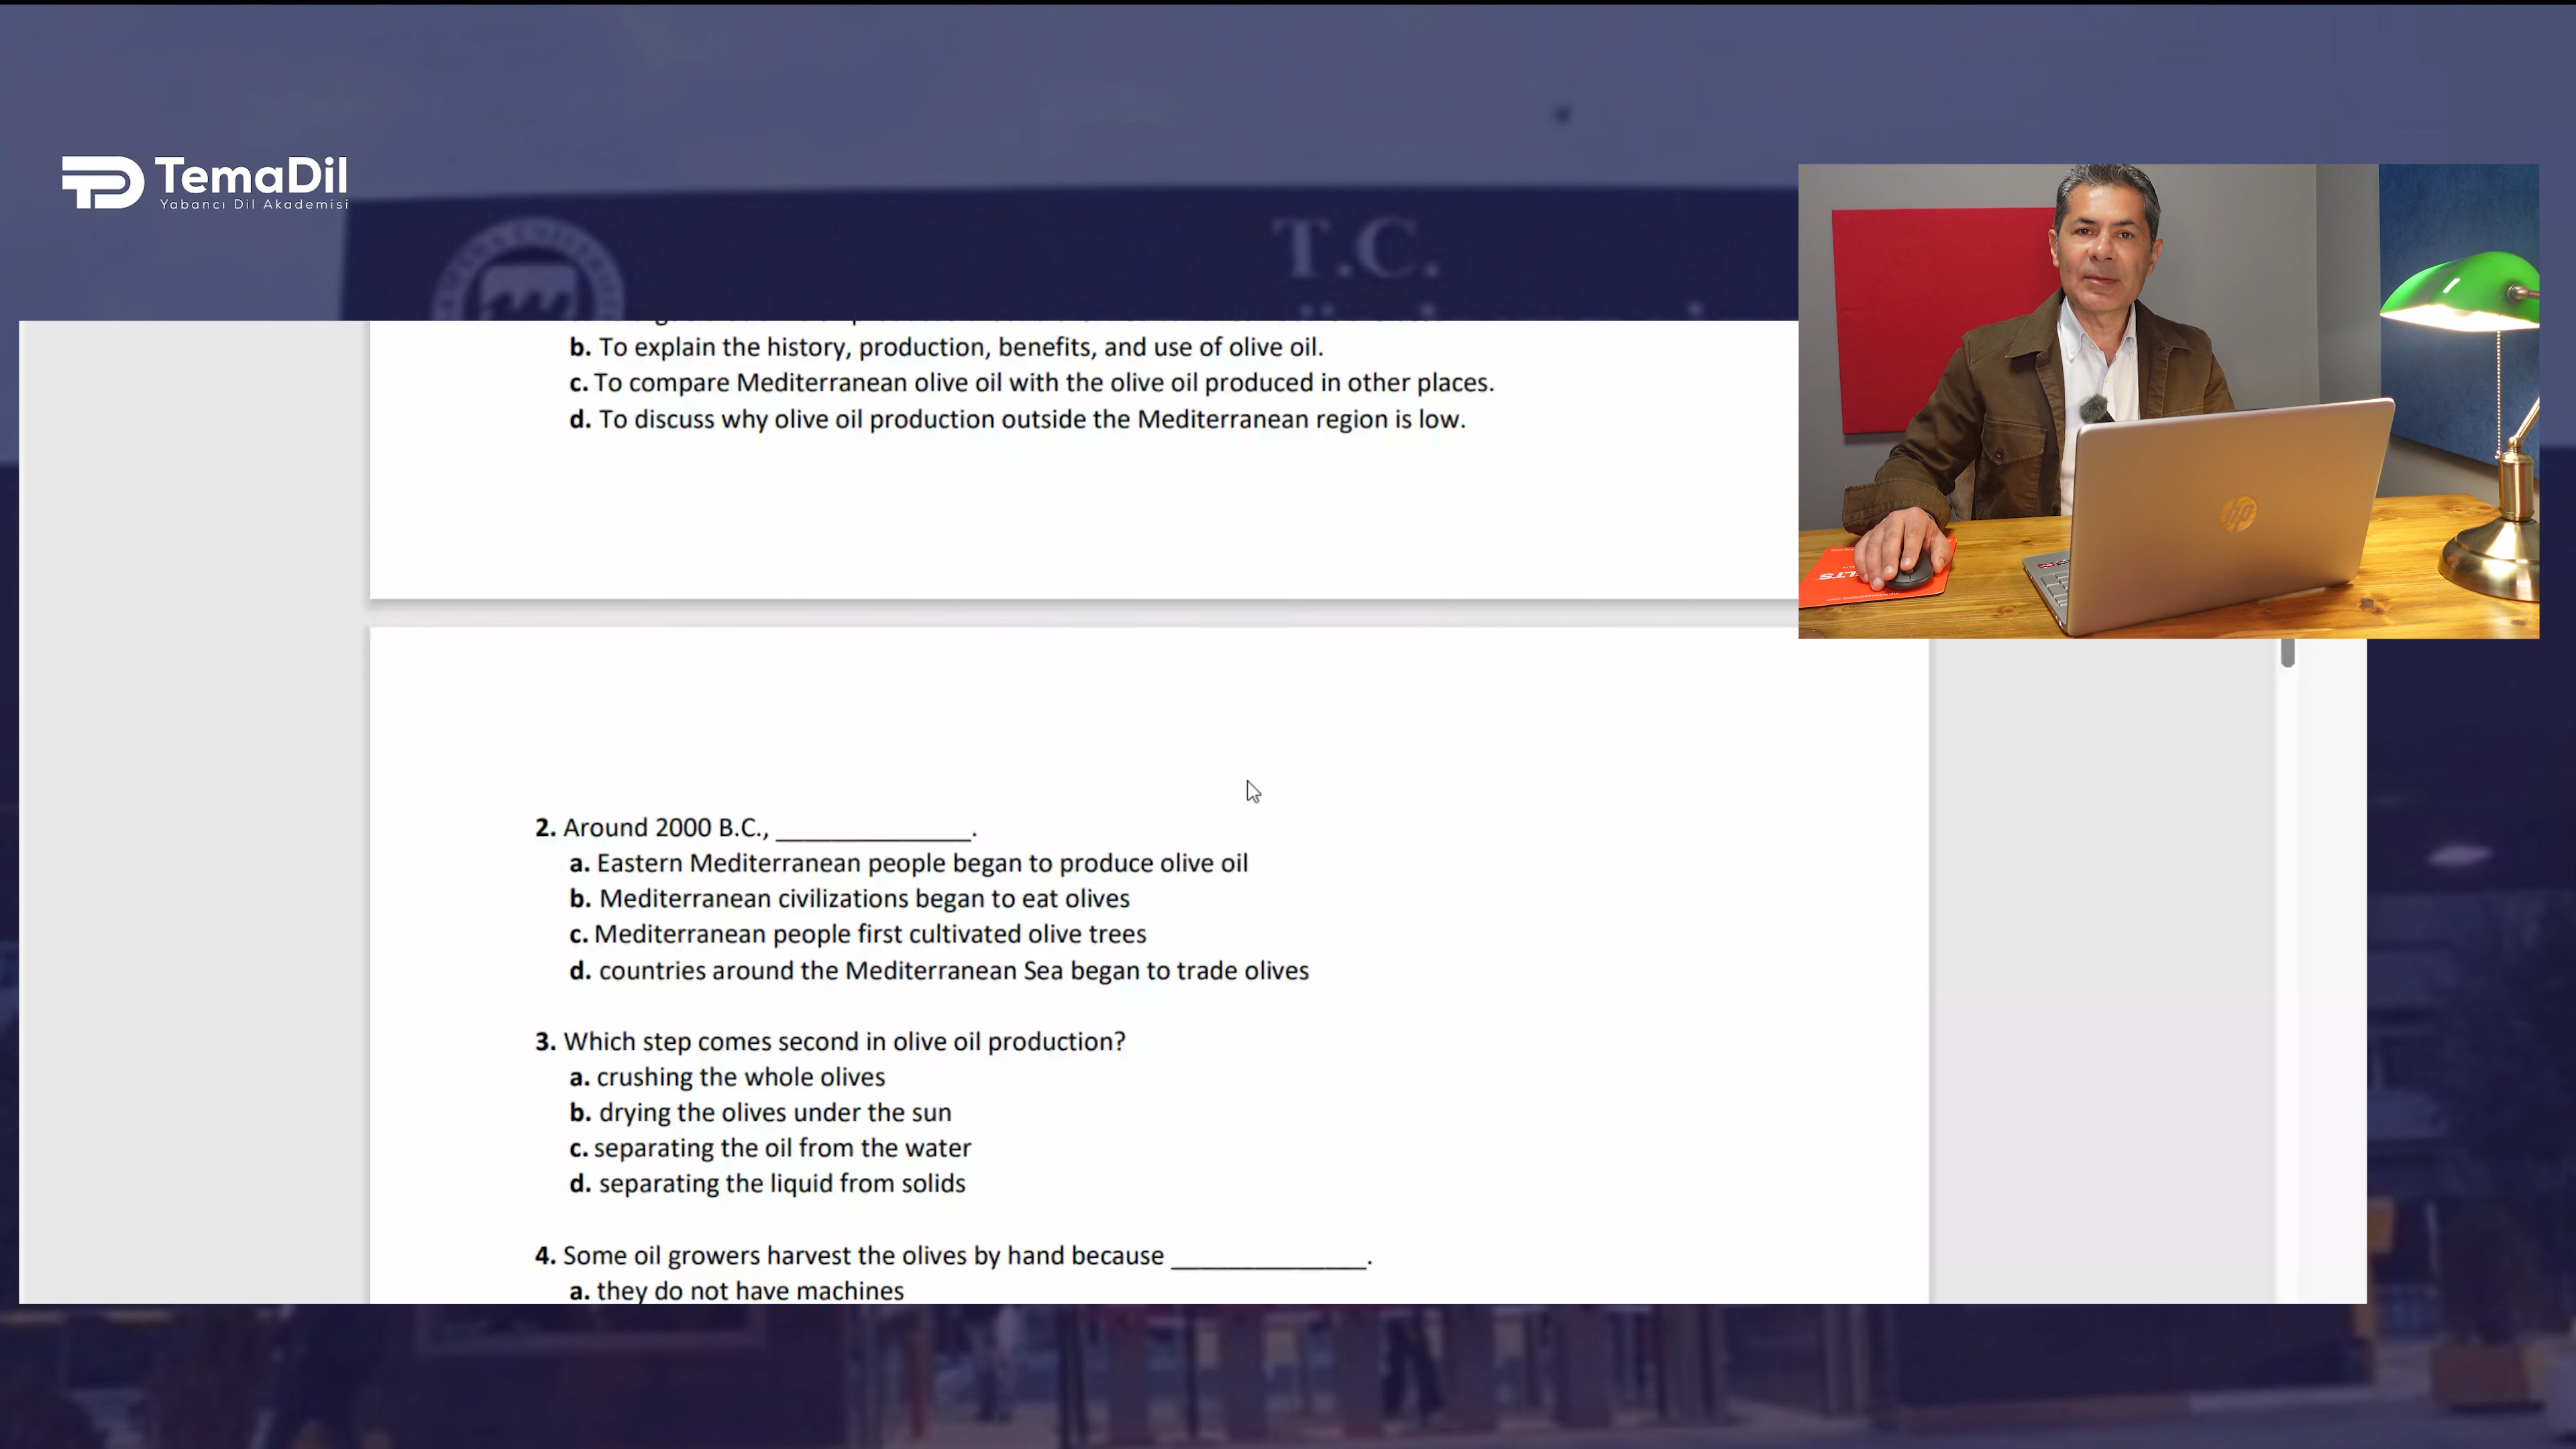 TemaDil
Yabancı Dil Akademisi
T.C.
b. To explain the history, production, benefits, and use of olive oil.
c. To compare Mediterranean olive oil with the olive oil produced in other places.
d. To discuss why olive oil production outside the Mediterranean region is low.
2. Around 2000 B.C., ______________.
a. Eastern Mediterranean people began to produce olive oil
b. Mediterranean civilizations began to eat olives
c. Mediterranean people first cultivated olive trees
d. countries around the Mediterranean Sea began to trade olives
3. Which step comes second in olive oil production?
a. crushing the whole olives
b. drying the olives under the sun
c. separating the oil from the water
d. separating the liquid from solids
4. Some oil growers harvest the olives by hand because ______________.
a. they do not have machines
hp